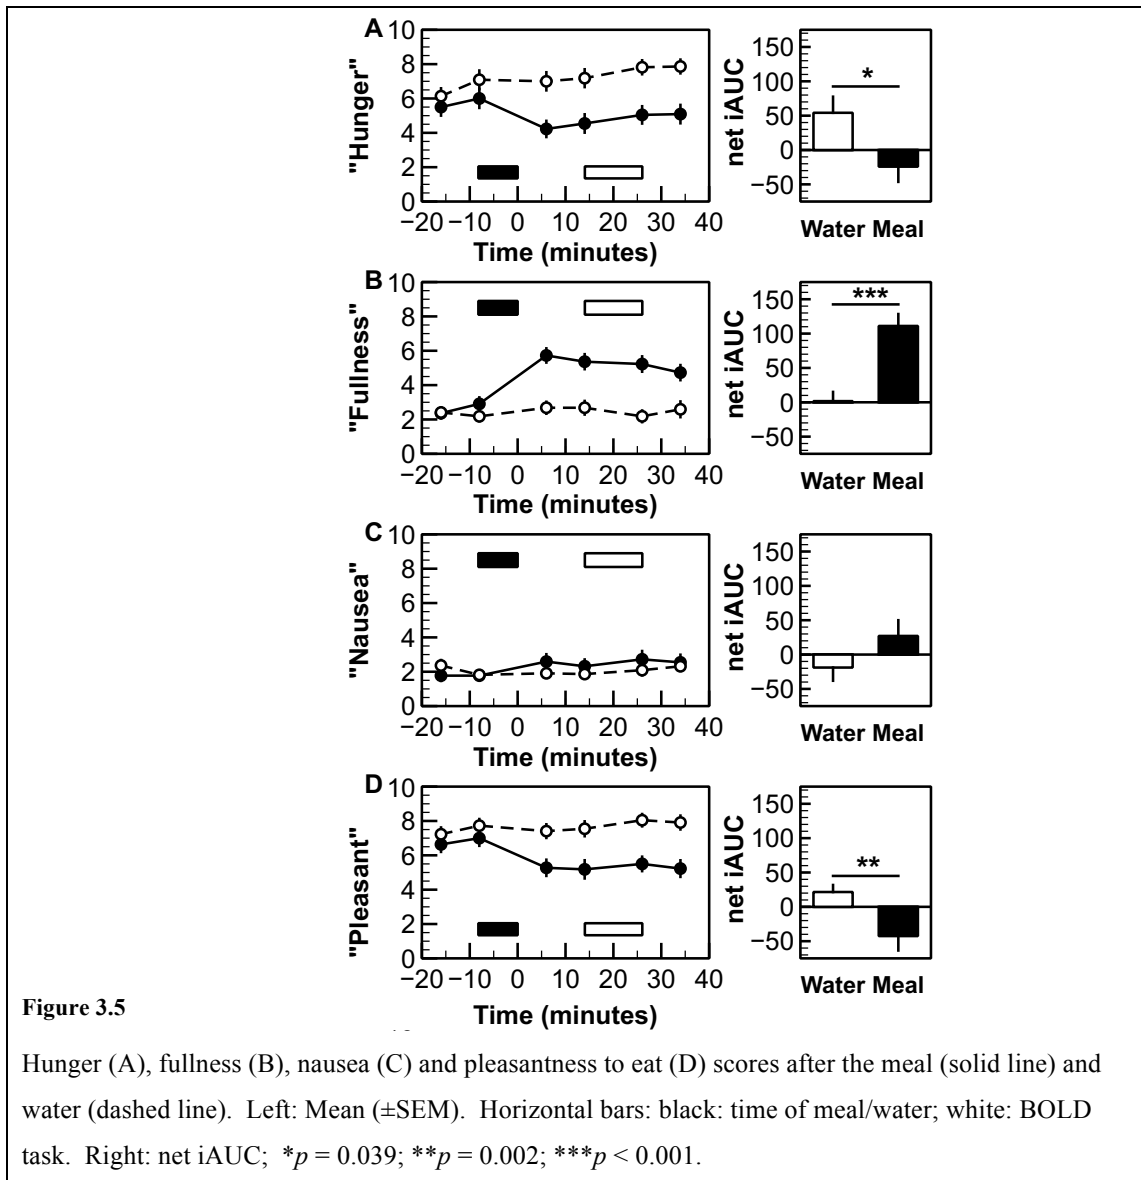 A
"Hunger"
10
8
6
4
2
0
−20 −10 0 10 20 30 40
Time (minutes)
net iAUC
150
100
50
0
−50
*
Water Meal
B
"Fullness"
10
8
6
4
2
0
−20 −10 0 10 20 30 40
Time (minutes)
net iAUC
150
100
50
0
−50
***
Water Meal
C
"Nausea"
10
8
6
4
2
0
−20 −10 0 10 20 30 40
Time (minutes)
net iAUC
150
100
50
0
−50
Water Meal
D
"Pleasant"
10
8
6
4
2
0
−20 −10 0 10 20 30 40
Time (minutes)
net iAUC
150
100
50
0
−50
**
Water Meal
Figure 3.5
Hunger (A), fullness (B), nausea (C) and pleasantness to eat (D) scores after the meal (solid line) and
water (dashed line). Left: Mean (±SEM). Horizontal bars: black: time of meal/water; white: BOLD
task. Right: net iAUC; *p = 0.039; **p = 0.002; ***p < 0.001.